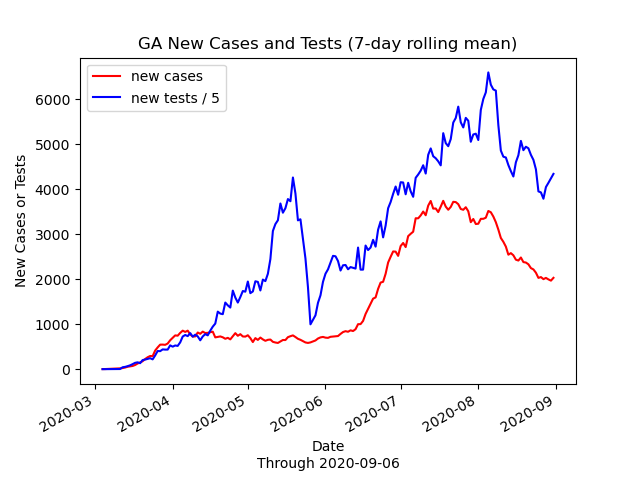 GA New Cases and Tests (7-day rolling mean)
new cases
new tests / 5
New Cases or Tests
6000
5000
4000
3000
2000
1000
0
2020-03
2020-04
2020-05
2020-06
2020-07
2020-08
2020-09
Date
Through 2020-09-06